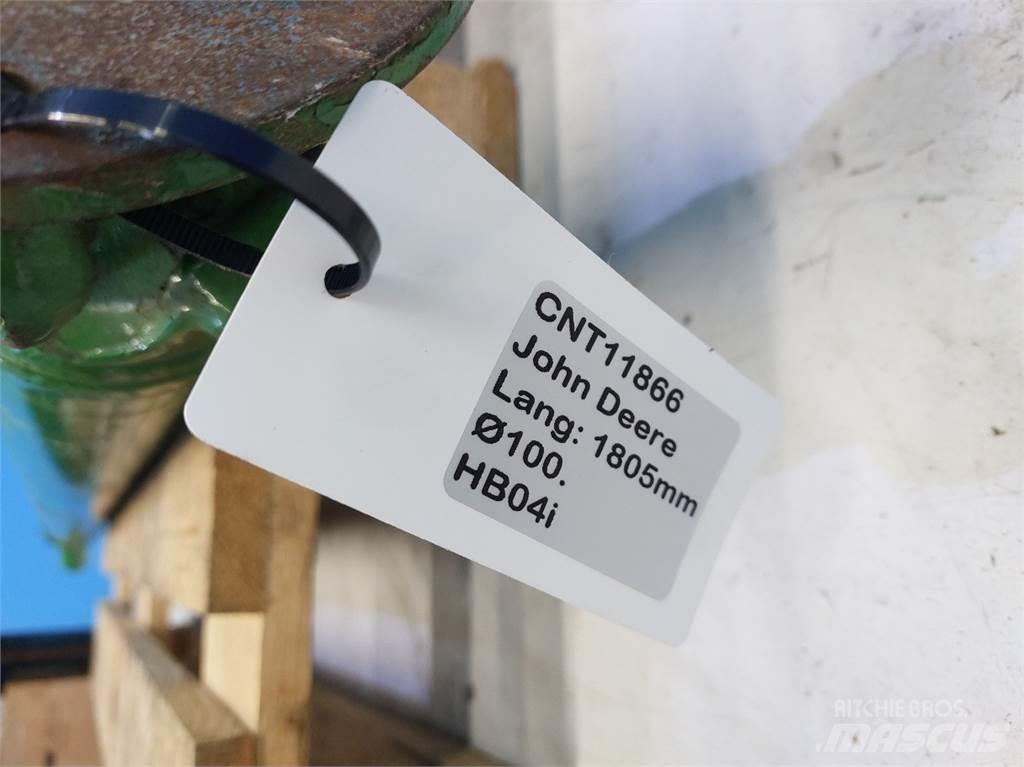 CNT11866
John Deere
Lang: 1805mm
Ø100.
HB04i
RITCHIE BROS.
MASCUS